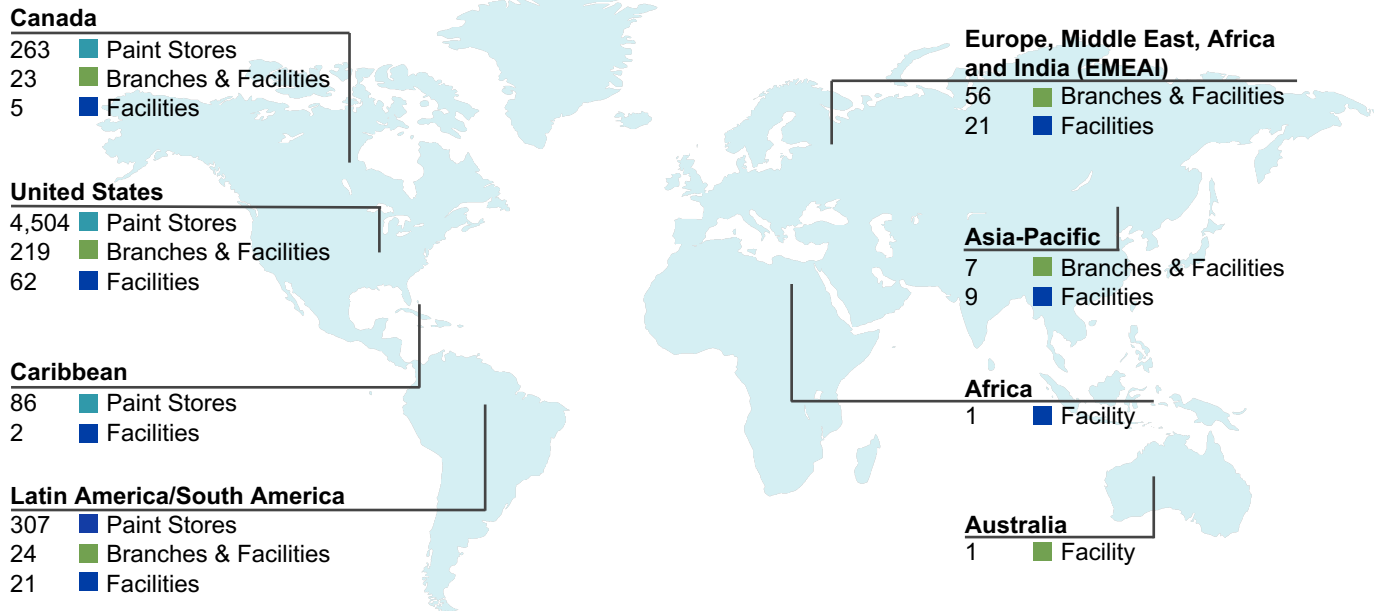 Canada
263 Paint Stores
23 Branches & Facilities
5 Facilities
United States
4,504 Paint Stores
219 Branches & Facilities
62 Facilities
Caribbean
86 Paint Stores
2 Facilities
Latin America/South America
307 Paint Stores
24 Branches & Facilities
21 Facilities
Europe, Middle East, Africa
and India (EMEAI)
56 Branches & Facilities
21 Facilities
Asia-Pacific
7 Branches & Facilities
9 Facilities
Africa
1 Facility
Australia
1 Facility